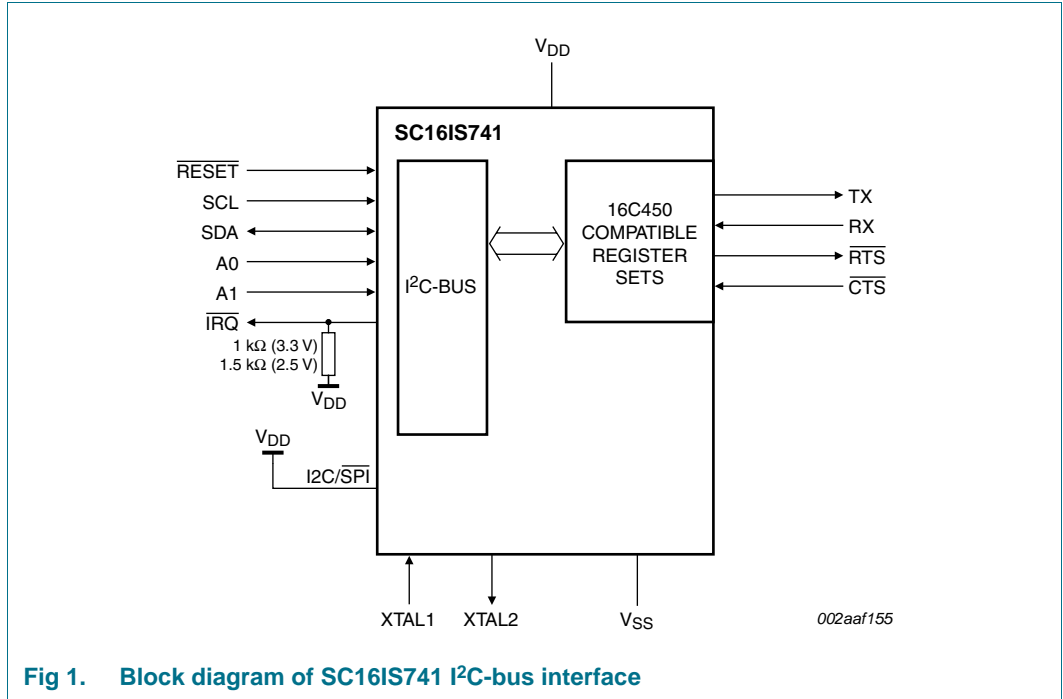 VDD
SC16IS741
RESET
SCL
SDA
A0
A1
IRQ
1 kΩ (3.3 V)
1.5 kΩ (2.5 V)
VDD
VDD
I2C/SPI
I²C-BUS
16C450
COMPATIBLE
REGISTER
SETS
TX
RX
RTS
CTS
XTAL1
XTAL2
VSS
002aaf155
Fig 1. Block diagram of SC16IS741 I²C-bus interface